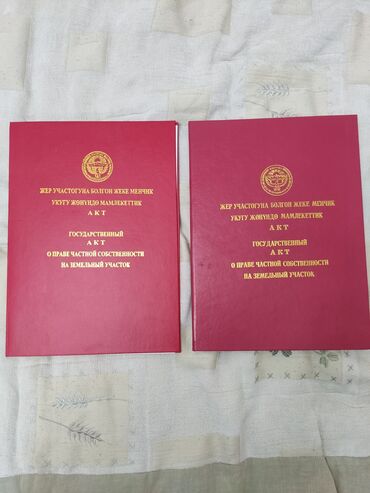 ЖЕР УЧАСТОГУНА БОЛГОН ЖЕКЕ МЕНЧИК
УКУГУ ЖӨНҮНДӨ МАМЛЕКЕТТИК
АКТ
ГОСУДАРСТВЕННЫЙ
АКТ
О ПРАВЕ ЧАСТНОЙ СОБСТВЕННОСТИ
НА ЗЕМЕЛЬНЫЙ УЧАСТОК
ЖЕР УЧАСТОГУНА БОЛГОН ЖЕКЕ МЕНЧИК
УКУГУ ЖӨНҮНДӨ МАМЛЕКЕТТИК
АКТ
ГОСУДАРСТВЕННЫЙ
АКТ
О ПРАВЕ ЧАСТНОЙ СОБСТВЕННОСТИ
НА ЗЕМЕЛЬНЫЙ УЧАСТОК